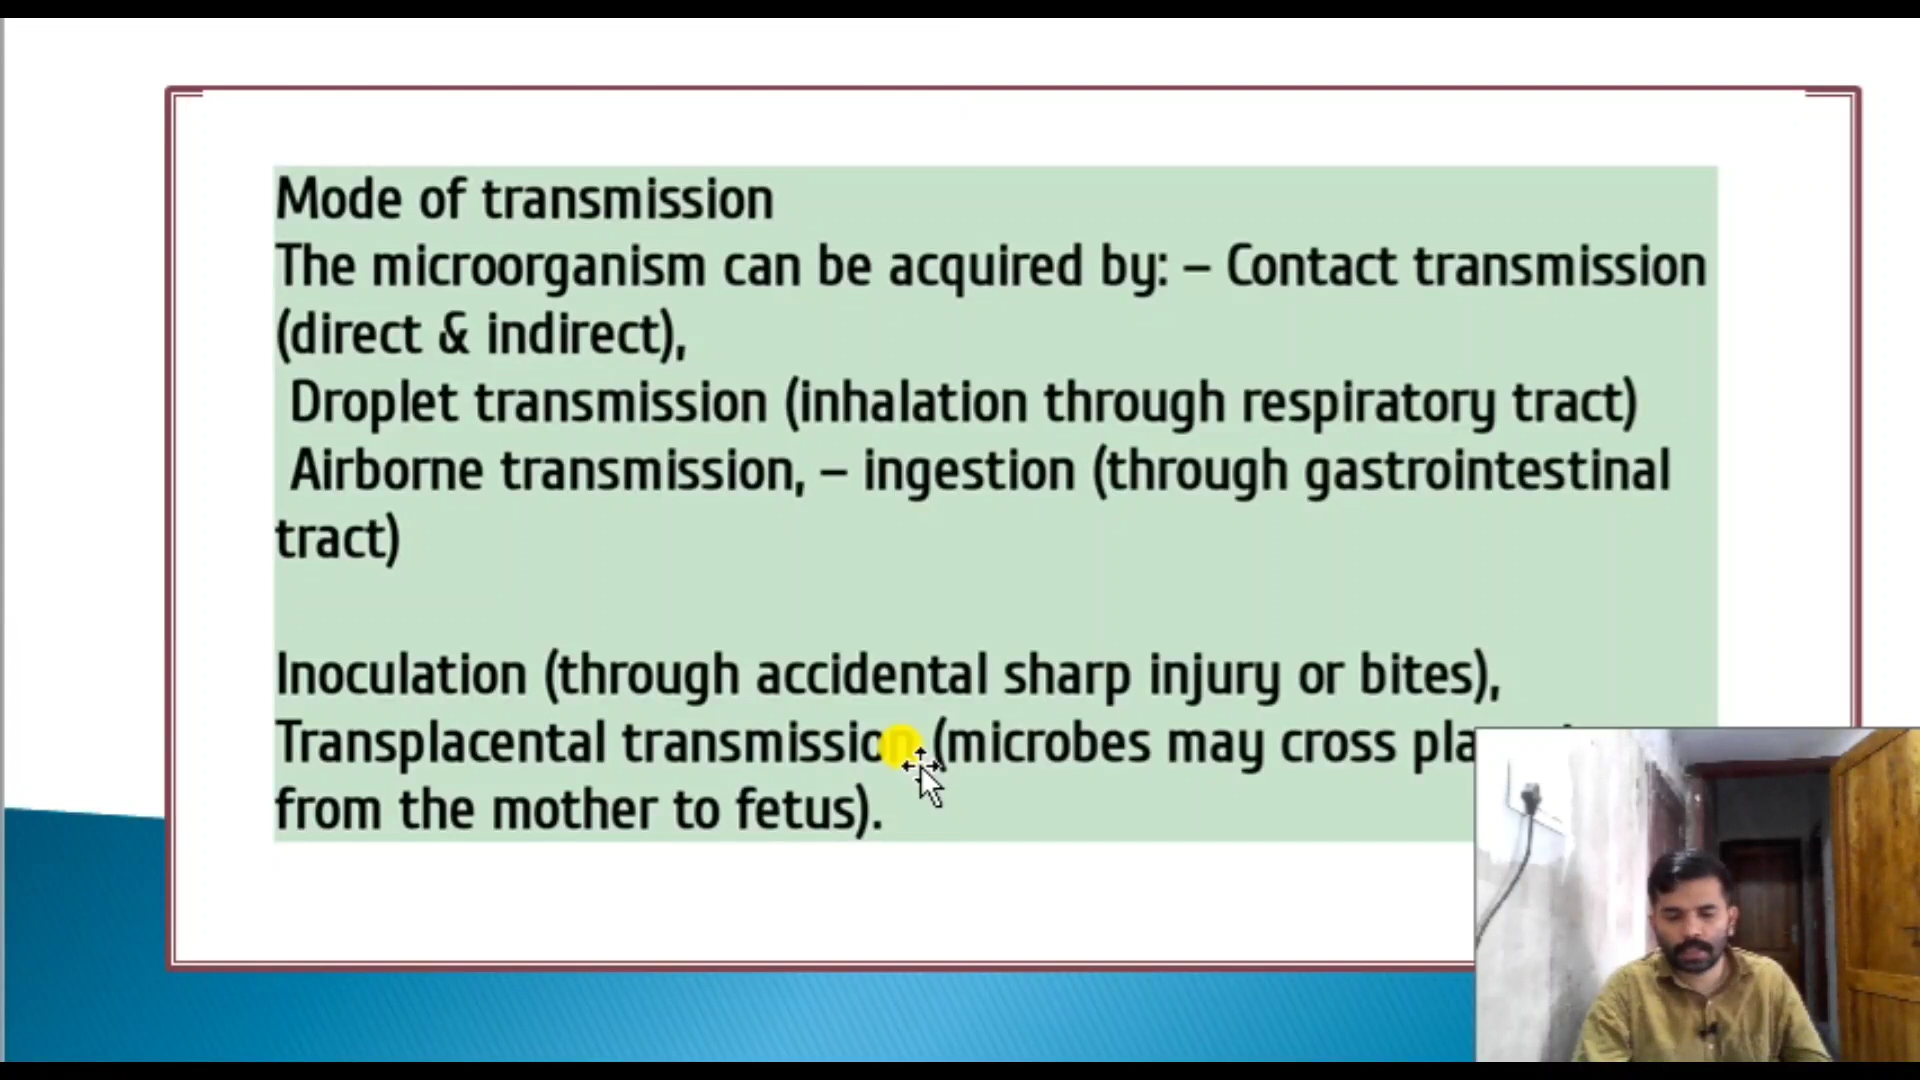 Mode of transmission
The microorganism can be acquired by: – Contact transmission
(direct & indirect),
Droplet transmission (inhalation through respiratory tract)
Airborne transmission, – ingestion (through gastrointestinal
tract)
Inoculation (through accidental sharp injury or bites),
Transplacental transmission (microbes may cross
from the mother to fetus).